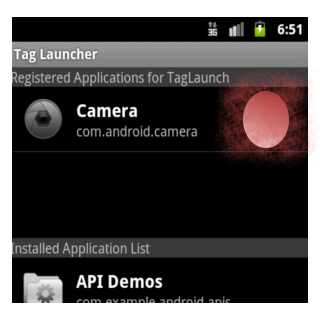 3G 6:51
Tag Launcher
Registered Applications for TagLaunch
Camera
com.android.camera
Installed Application List
API Demos
com.example.android.apis